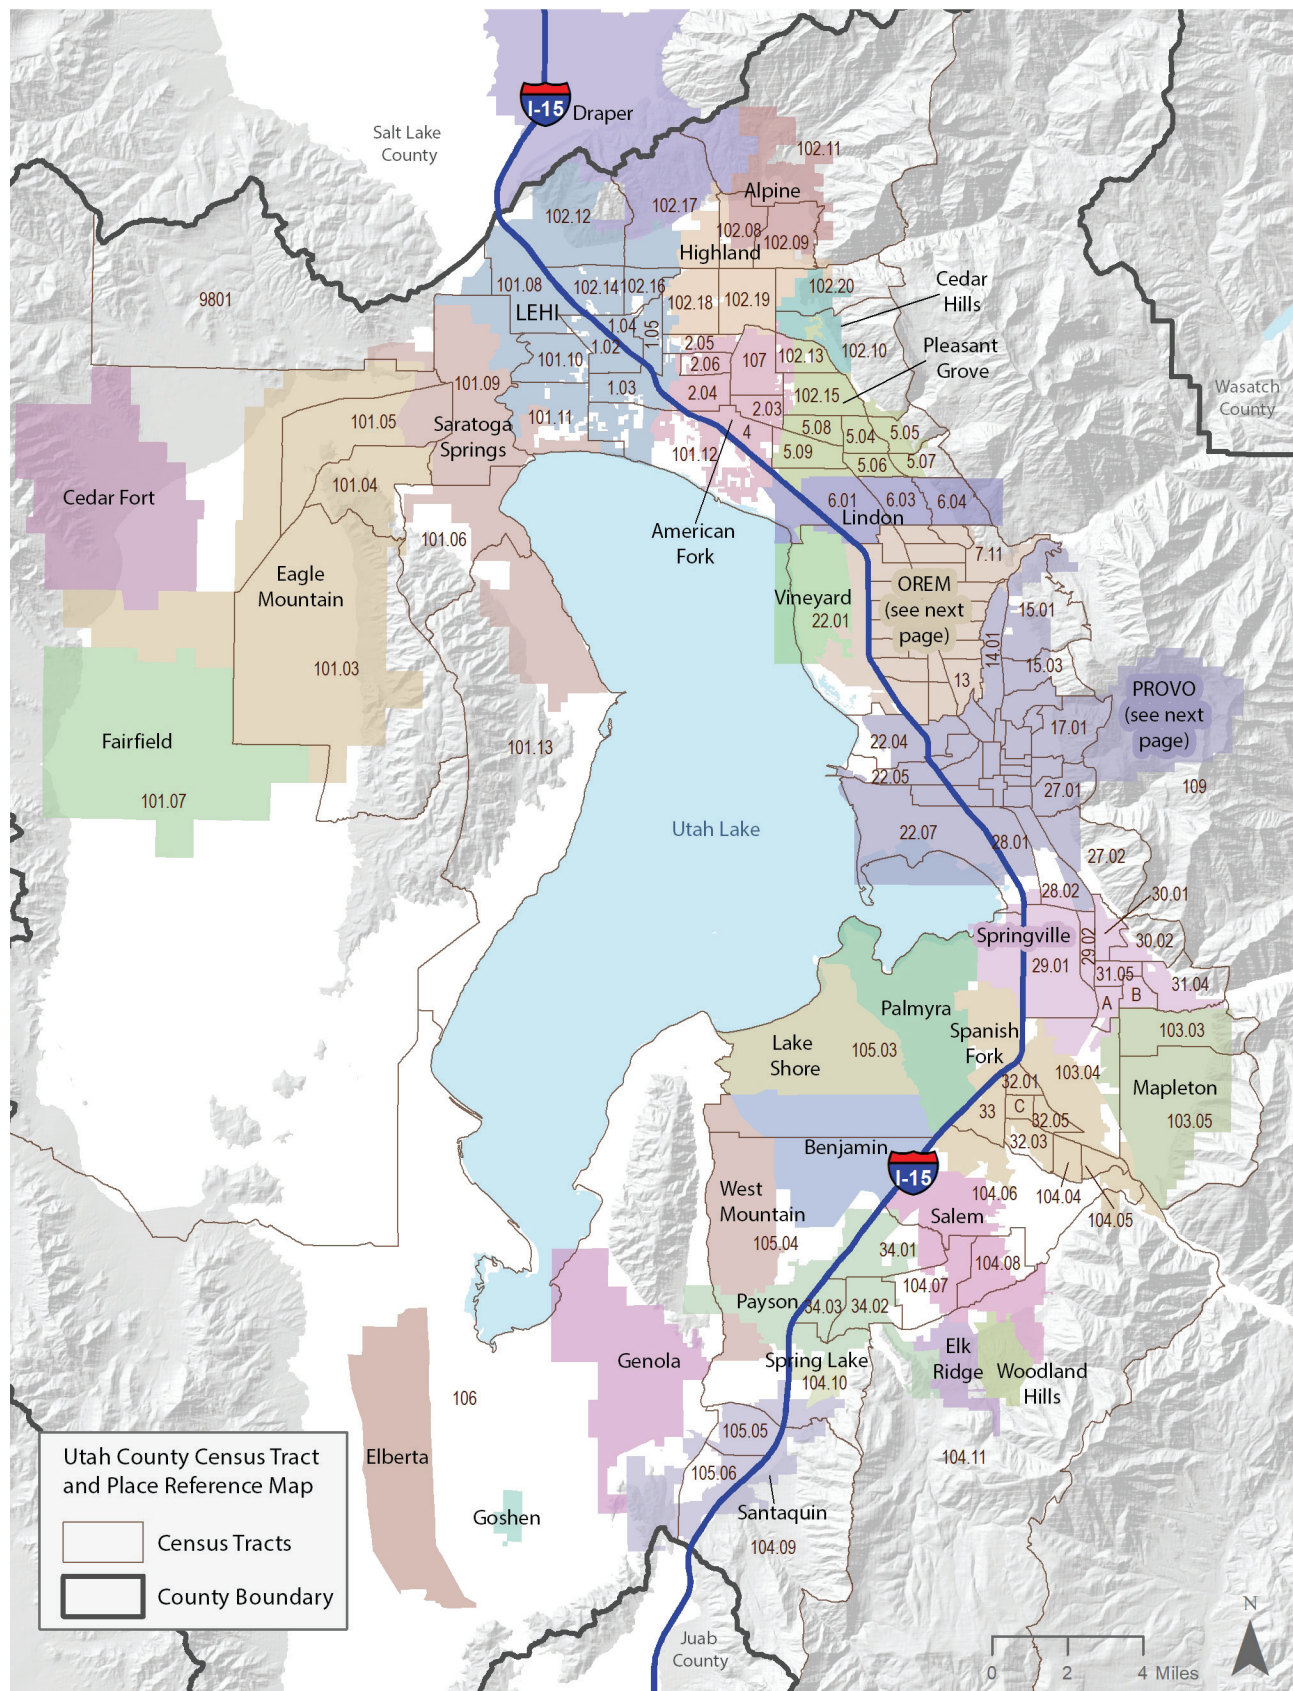 I-15
Draper
Salt Lake
County
102.11
Alpine
102.17
102.12
102.08
102.09
Highland
9801
101.08
102.14
102.16
102.18
102.19
102.20
Cedar
Hills
LEHI
1.04
1.05
1.02
2.05
107
102.13
102.10
Pleasant
Grove
101.10
2.06
101.09
1.03
2.04
102.15
Wasatch
County
101.05
101.11
2.03
Saratoga
Springs
4
5.08
5.04
5.05
101.12
5.09
5.06
5.07
101.04
Cedar Fort
6.01
6.03
6.04
Lindon
American
Fork
101.06
7.11
Eagle
Mountain
OREM
(see next
page)
Vineyard
22.01
15.01
14.01
101.03
15.03
13
PROVO
(see next
page)
17.01
Fairfield
101.13
22.04
22.05
109
101.07
27.01
Utah Lake
22.07
28.01
27.02
28.02
30.01
Springville
29.02
30.02
29.01
31.05
31.04
A
B
Palmyra
Spanish
Fork
103.03
Lake
Shore
105.03
103.04
32.01
Mapleton
33
C
32.05
103.05
32.03
Benjamin
I-15
West
Mountain
104.06
104.04
104.05
Salem
105.04
34.01
104.08
104.07
Payson
34.03
34.02
Elk
Ridge
Genola
Spring Lake
104.10
Woodland
Hills
106
105.05
Elberta
105.06
104.11
Santaquin
Goshen
104.09
Utah County Census Tract
and Place Reference Map
Census Tracts
County Boundary
Juab
County
N
0 2 4 Miles